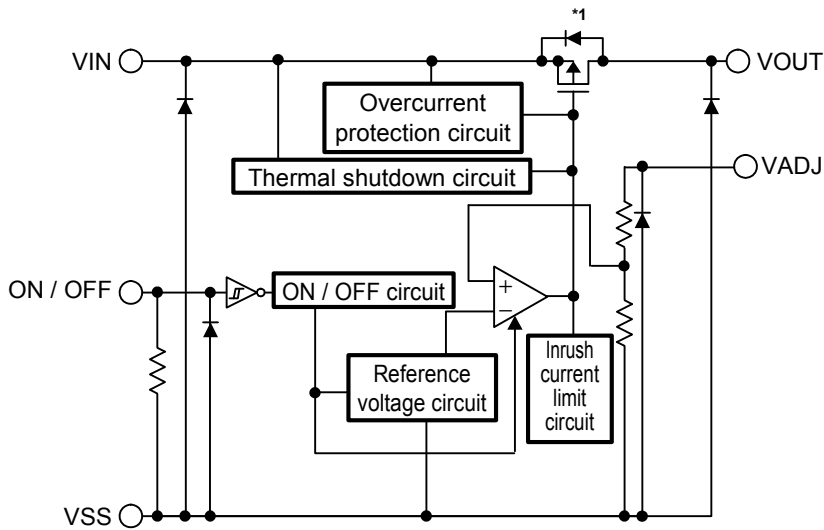 *1
VIN
VOUT
Overcurrent
protection circuit
Thermal shutdown circuit
VADJ
ON / OFF
ON / OFF circuit
+
−
Reference
voltage circuit
Inrush
current
limit
circuit
VSS